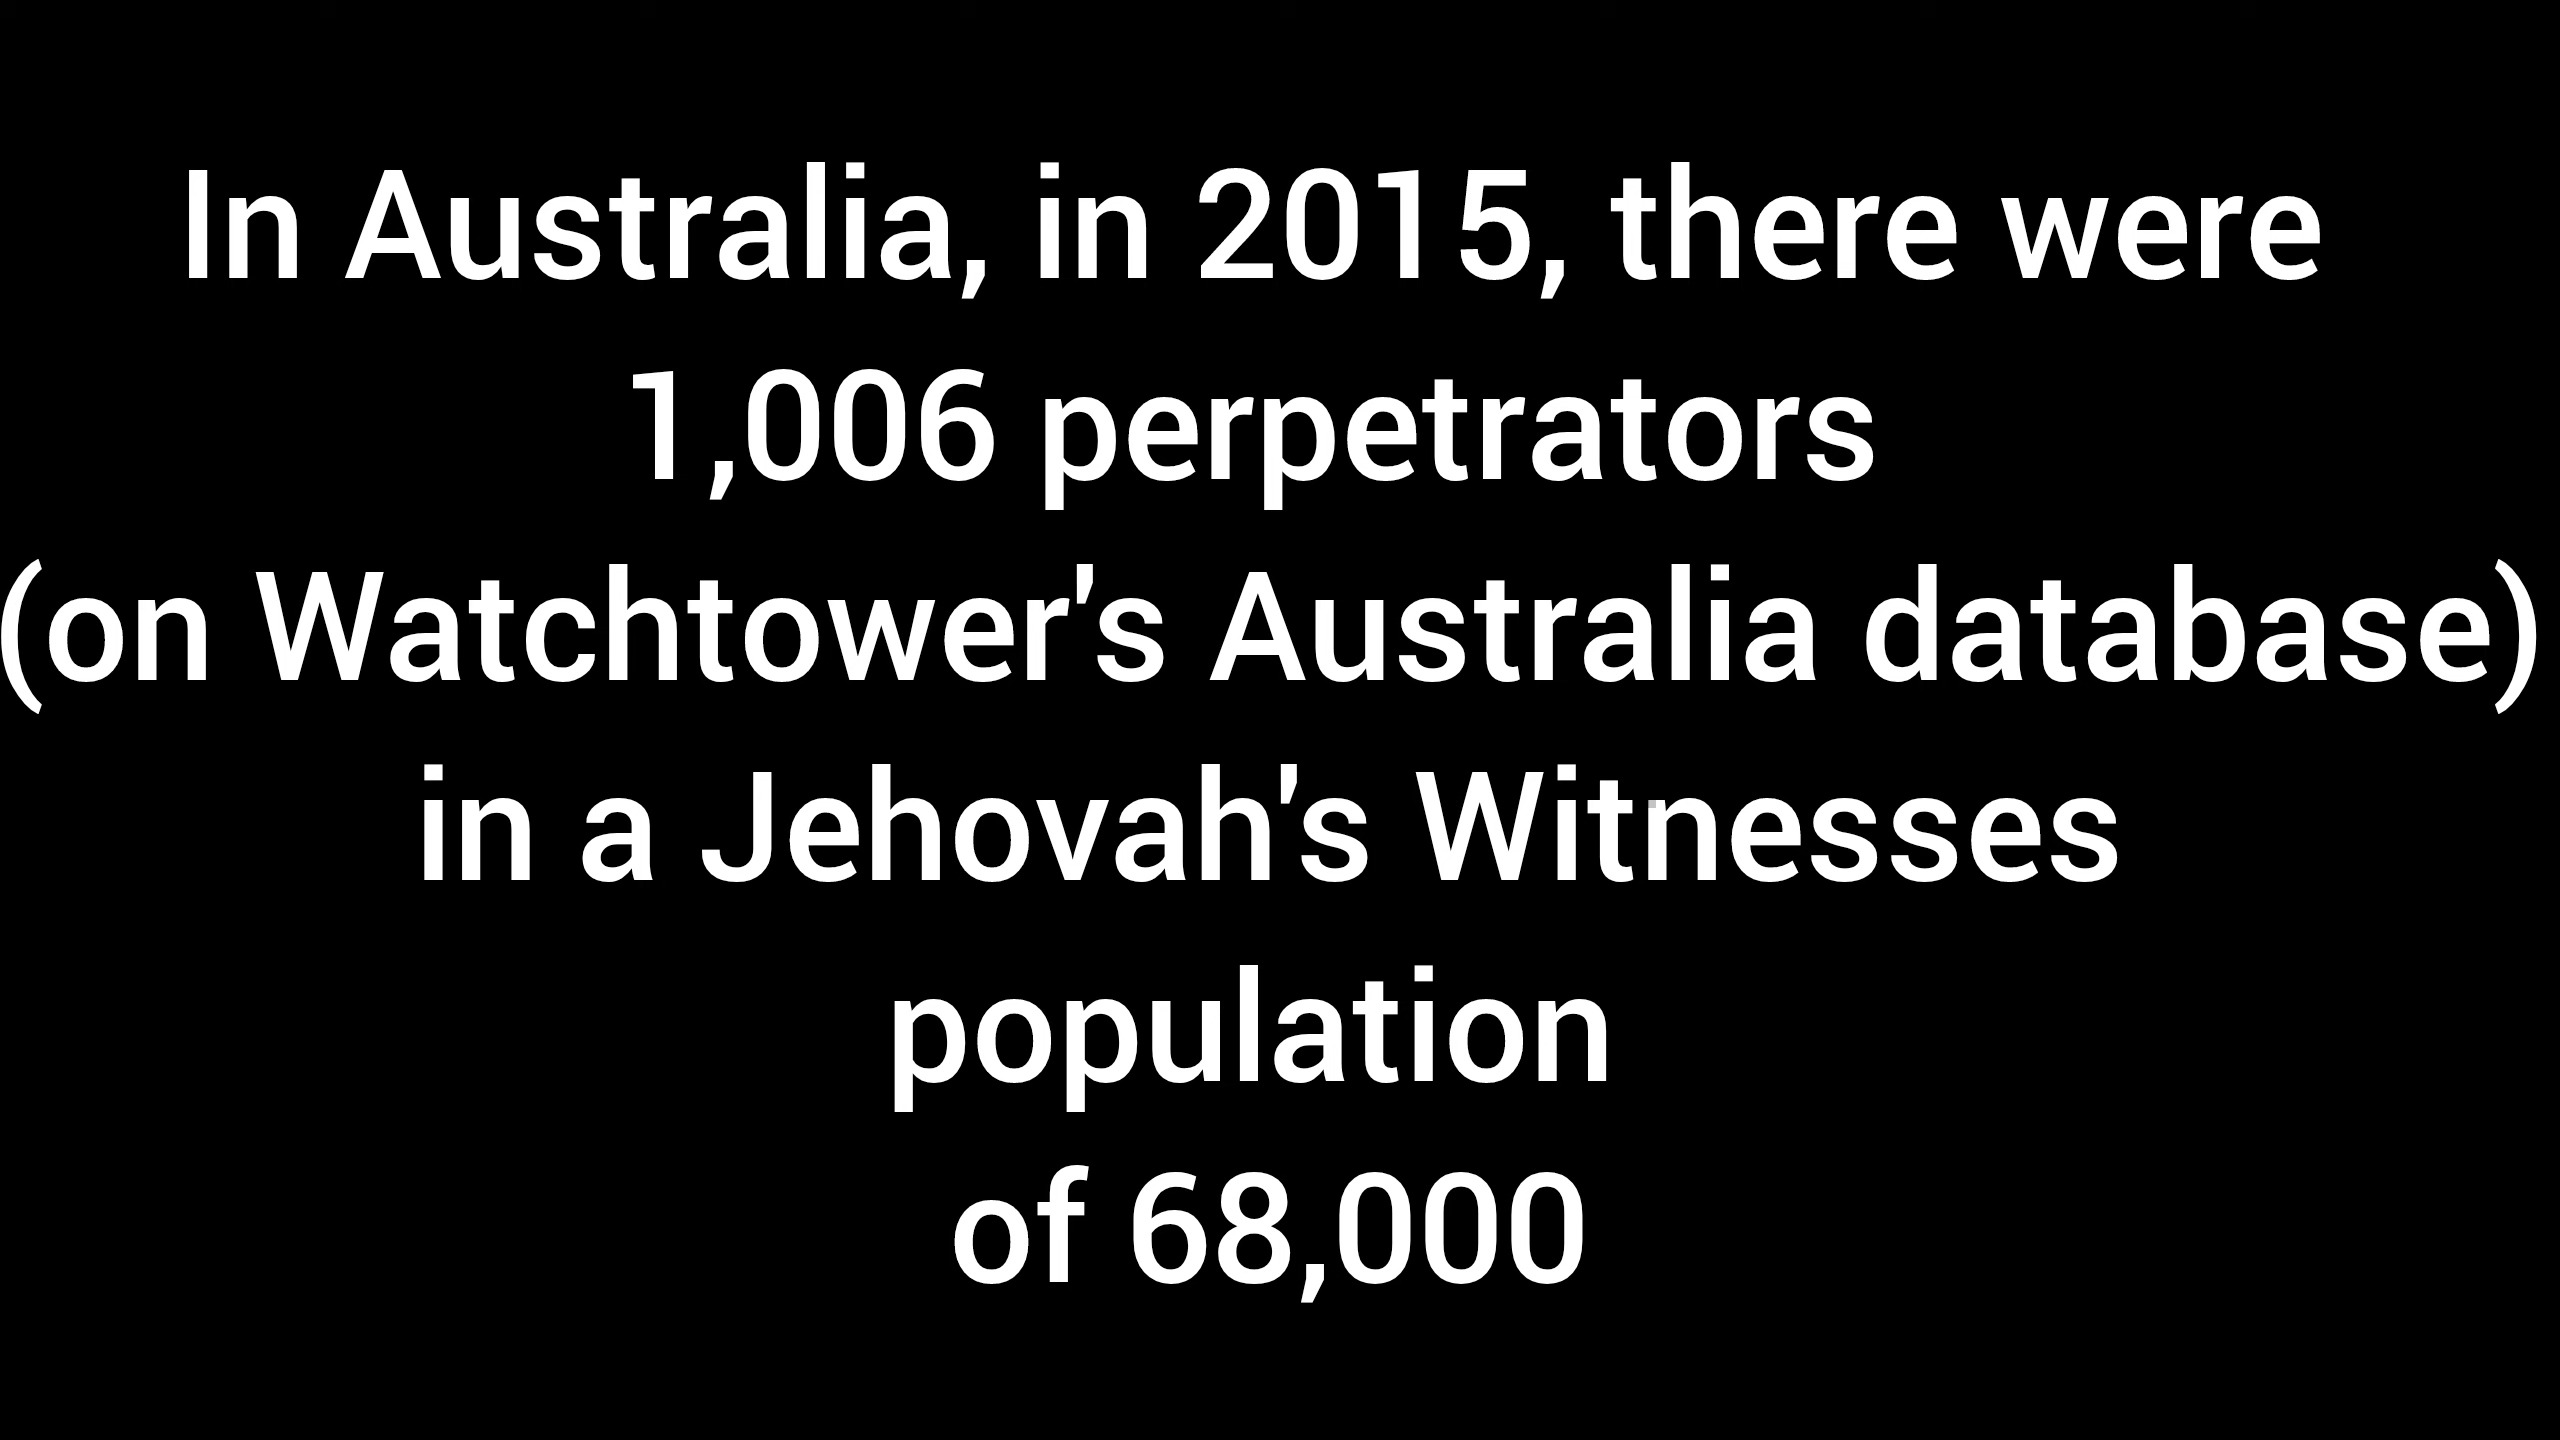 In Australia, in 2015, there were
1,006 perpetrators
(on Watchtower's Australia database)
in a Jehovah's Witnesses
population
of 68,000